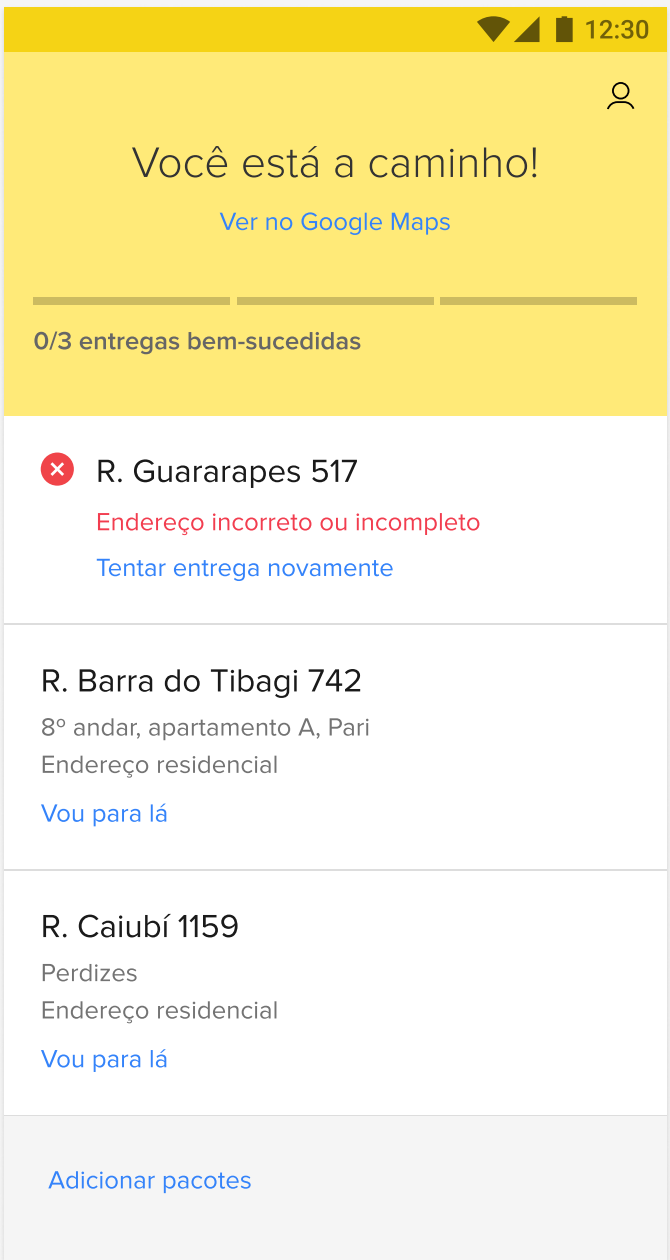 12:30
Você está a caminho!
Ver no Google Maps
0/3 entregas bem-sucedidas
R. Guararapes 517
Endereço incorreto ou incompleto
Tentar entrega novamente
R. Barra do Tibagi 742
8º andar, apartamento A, Pari
Endereço residencial
Vou para lá
R. Caiubí 1159
Perdizes
Endereço residencial
Vou para lá
Adicionar pacotes